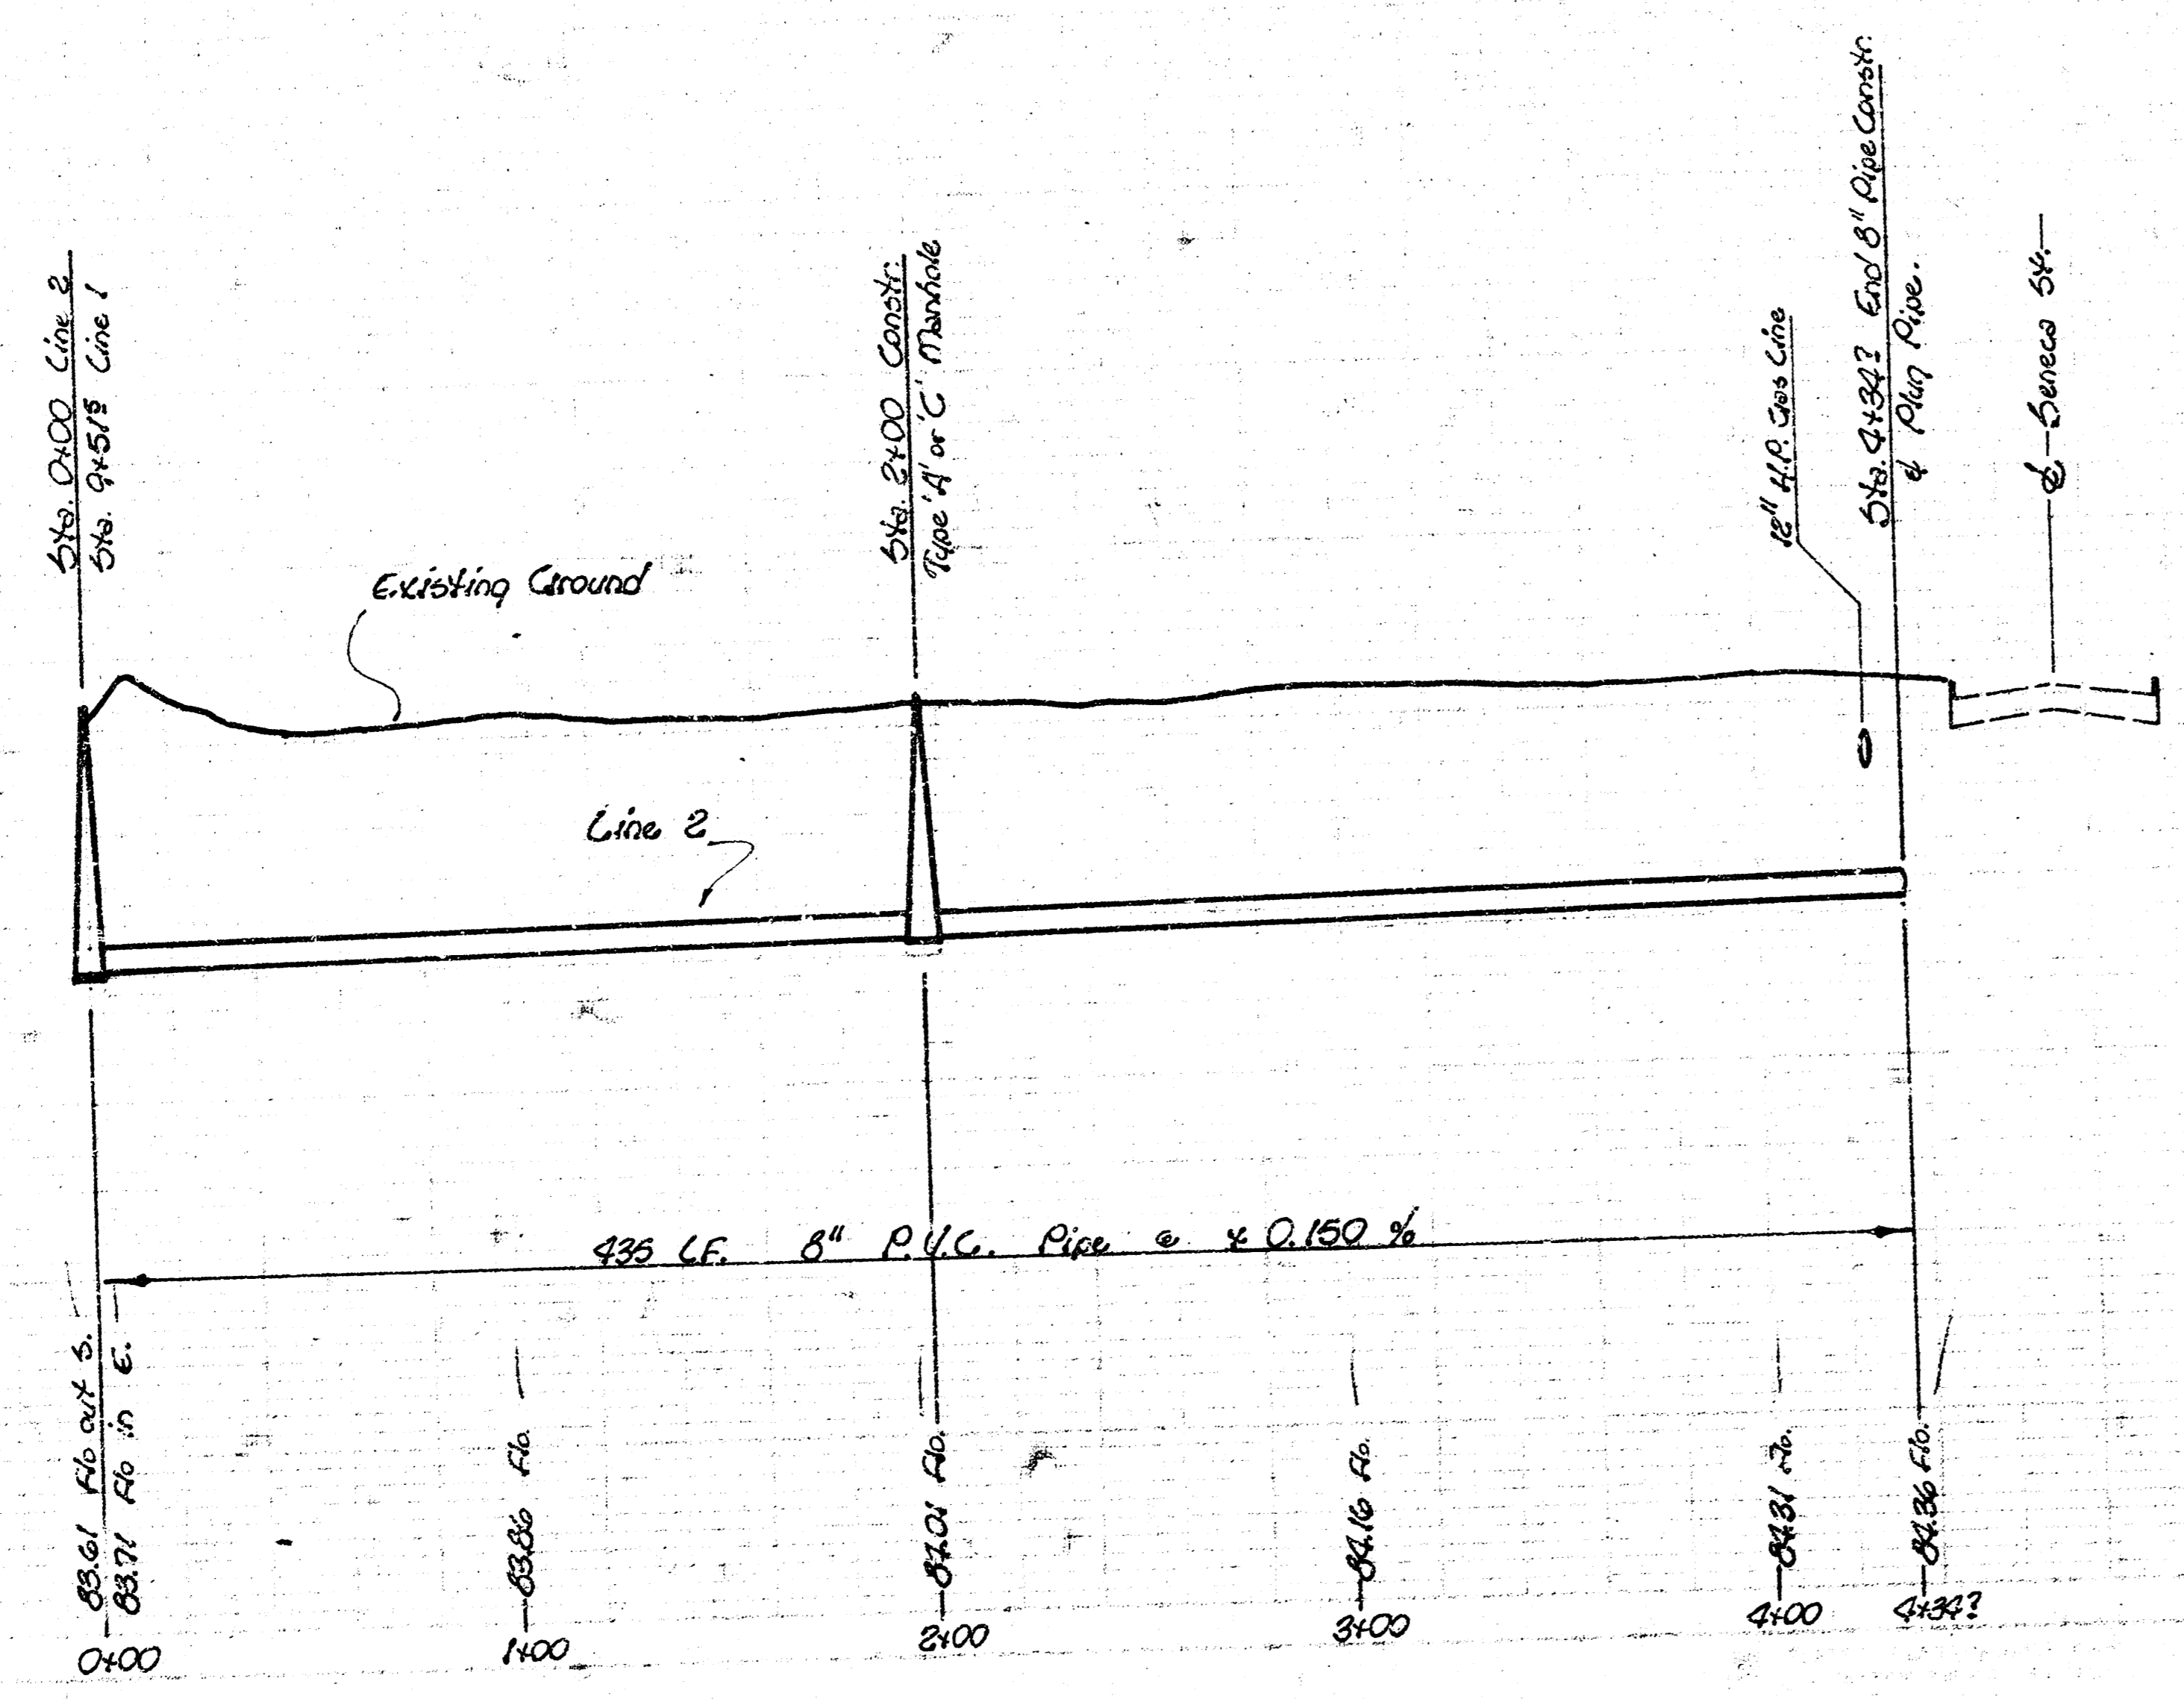 Sta. 0+00 Line 2
Sta. 9+51.5 Line 1
Existing Ground
Sta. 2+00 Constr.
Type 'A' or 'C' Manhole
12" H.P. Gas Line
Sta. 4+34? End 8" Pipe Constr.
& Plug Pipe.
Seneca St.
Line 2
435 L.F. 8" P.V.C. Pipe @ + 0.150 %
83.61 Flo out S.
83.71 Flo in E.
83.86 Flo.
84.01 Flo.
84.16 Flo.
84.31 Flo.
84.36 Flo.
0+00
1+00
2+00
3+00
4+00
4+34?